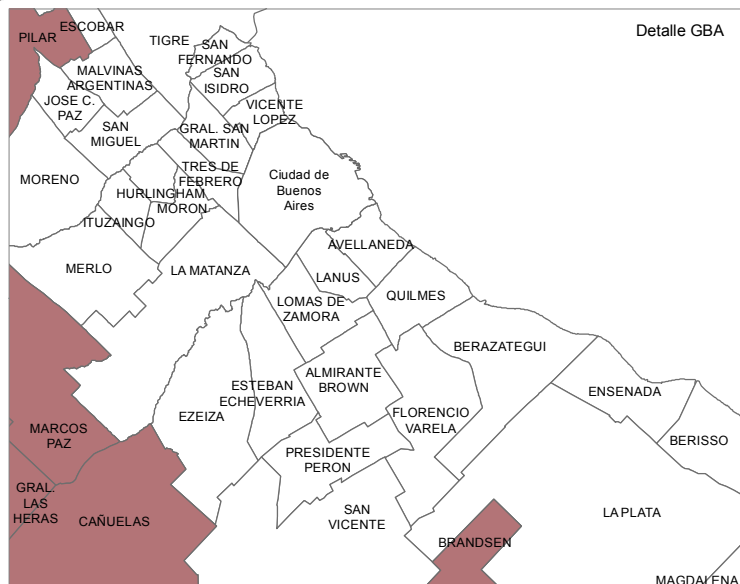 Detalle GBA
ESCOBAR
PILAR
TIGRE
SAN
FERNANDO
SAN
ISIDRO
MALVINAS
ARGENTINAS
JOSE C.
PAZ
VICENTE
LOPEZ
SAN
MIGUEL
GRAL. SAN
MARTIN
TRES DE
FEBRERO
Ciudad de
Buenos
Aires
MORENO
HURLINGHAM
MORON
ITUZAINGO
AVELLANEDA
MERLO
LA MATANZA
LANUS
QUILMES
LOMAS DE
ZAMORA
BERAZATEGUI
ALMIRANTE
BROWN
ESTEBAN
ECHEVERRIA
ENSENADA
EZEIZA
FLORENCIO
VARELA
MARCOS
PAZ
BERISSO
PRESIDENTE
PERON
GRAL.
LAS
HERAS
CAÑUELAS
SAN
VICENTE
LA PLATA
BRANDSEN
MAGDALENA